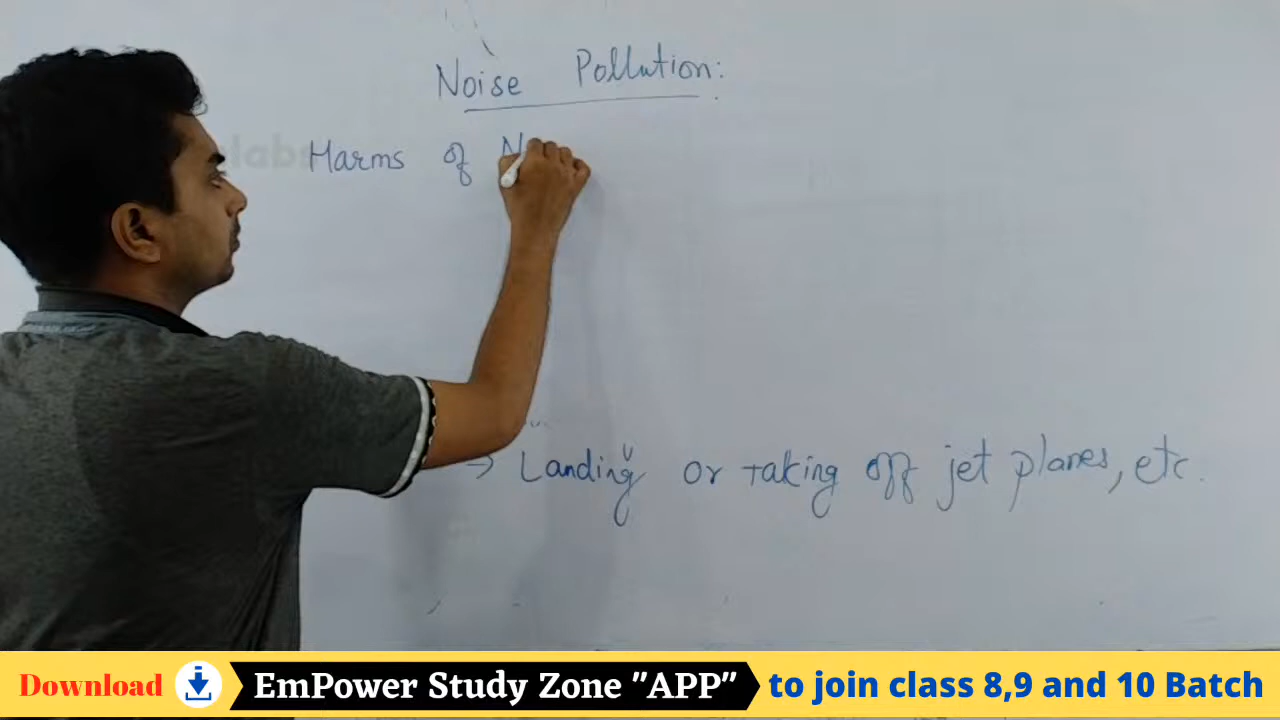 Noise Pollution:
Harms of N
→ Landing or taking off jet planes, etc.
Download EmPower Study Zone "APP" to join class 8,9 and 10 Batch